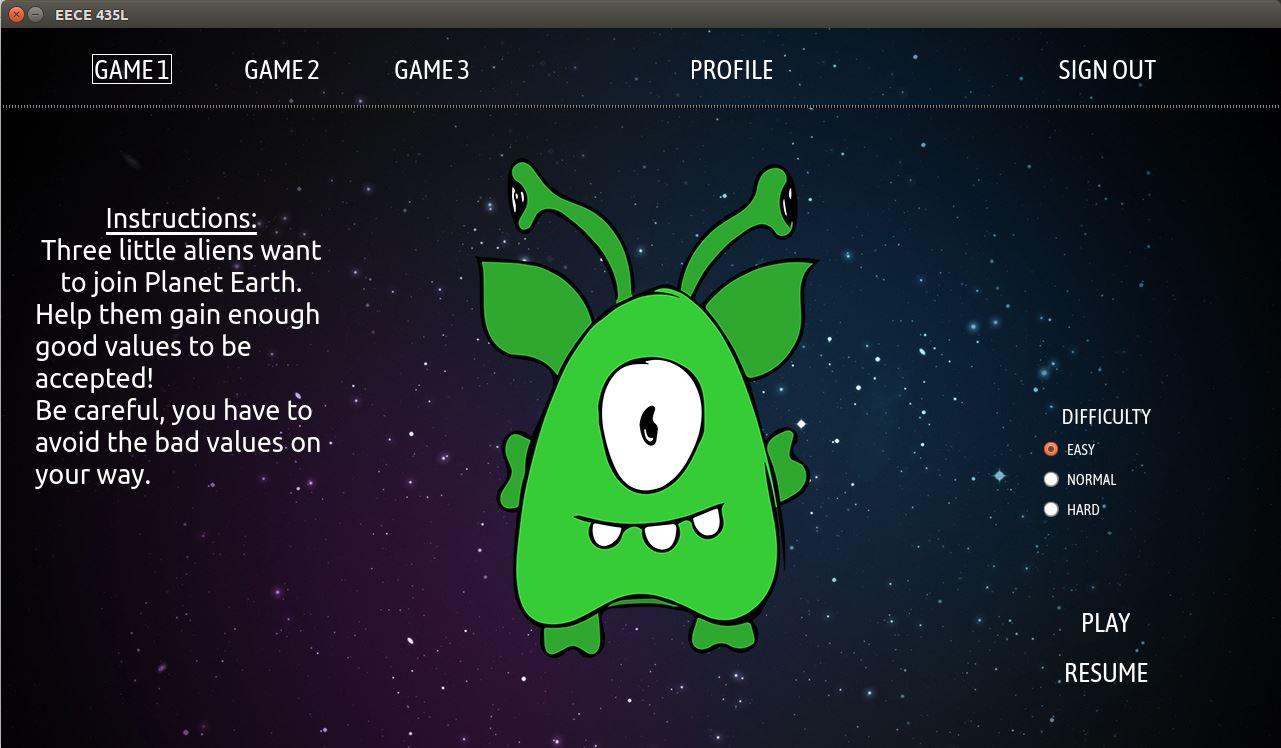 EECE 435L
GAME 1 GAME 2 GAME 3 PROFILE SIGN OUT
Instructions:
Three little aliens want
to join Planet Earth.
Help them gain enough
good values to be
accepted!
Be careful, you have to
avoid the bad values on
your way.
DIFFICULTY
EASY
NORMAL
HARD
PLAY
RESUME